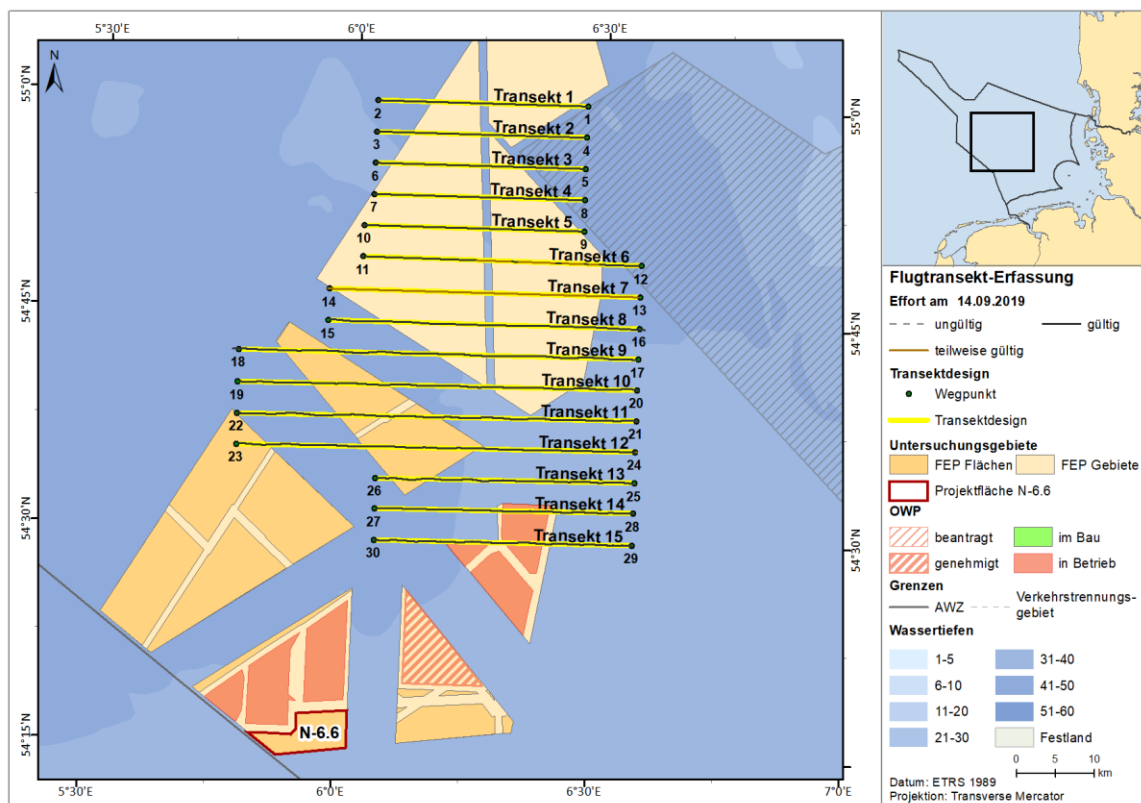 5°30'E
6°0'E
6°30'E
N
55°0'N
54°45'N
54°30'N
54°15'N
55°0'N
54°45'N
54°30'N
2
Transekt 1
1
3
Transekt 2
4
6
Transekt 3
5
7
Transekt 4
8
10
Transekt 5
9
11
Transekt 6
12
14
Transekt 7
13
15
Transekt 8
16
18
Transekt 9
17
19
Transekt 10
20
22
Transekt 11
21
23
Transekt 12
24
26
Transekt 13
25
27
Transekt 14
28
30
Transekt 15
29
N-6.6
5°30'E
6°0'E
6°30'E
7°0'E
Flugtransekt-Erfassung
Effort am 14.09.2019
ungültig
gültig
teilweise gültig
Transektdesign
Wegpunkt
Transektdesign
Untersuchungsgebiete
FEP Flächen
FEP Gebiete
Projektfläche N-6.6
OWP
beantragt
im Bau
genehmigt
in Betrieb
Grenzen
AWZ
Verkehrstrennungs-
gebiet
Wassertiefen
1-5
31-40
6-10
41-50
11-20
51-60
21-30
Festland
0 5 10
km
Datum: ETRS 1989
Projektion: Transverse Mercator